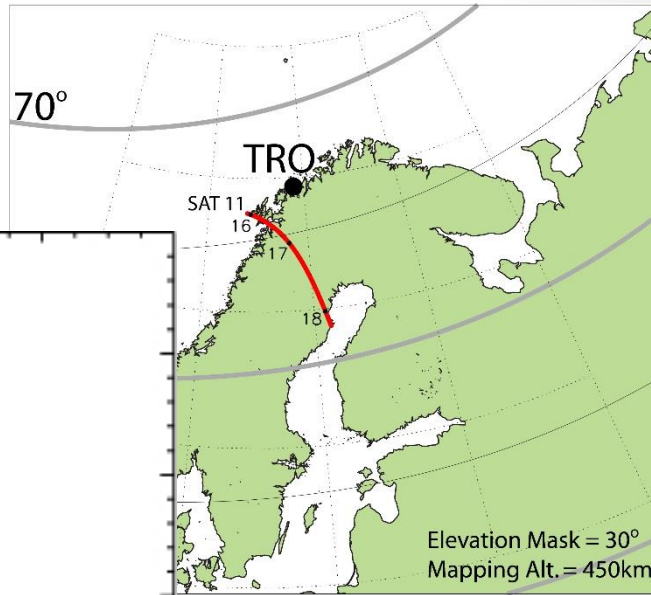 70°
TRO
SAT 11
16
17
18
Elevation Mask = 30°
Mapping Alt. = 450km